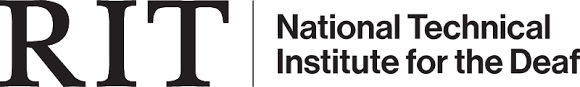 RIT
National Technical
Institute for the Deaf